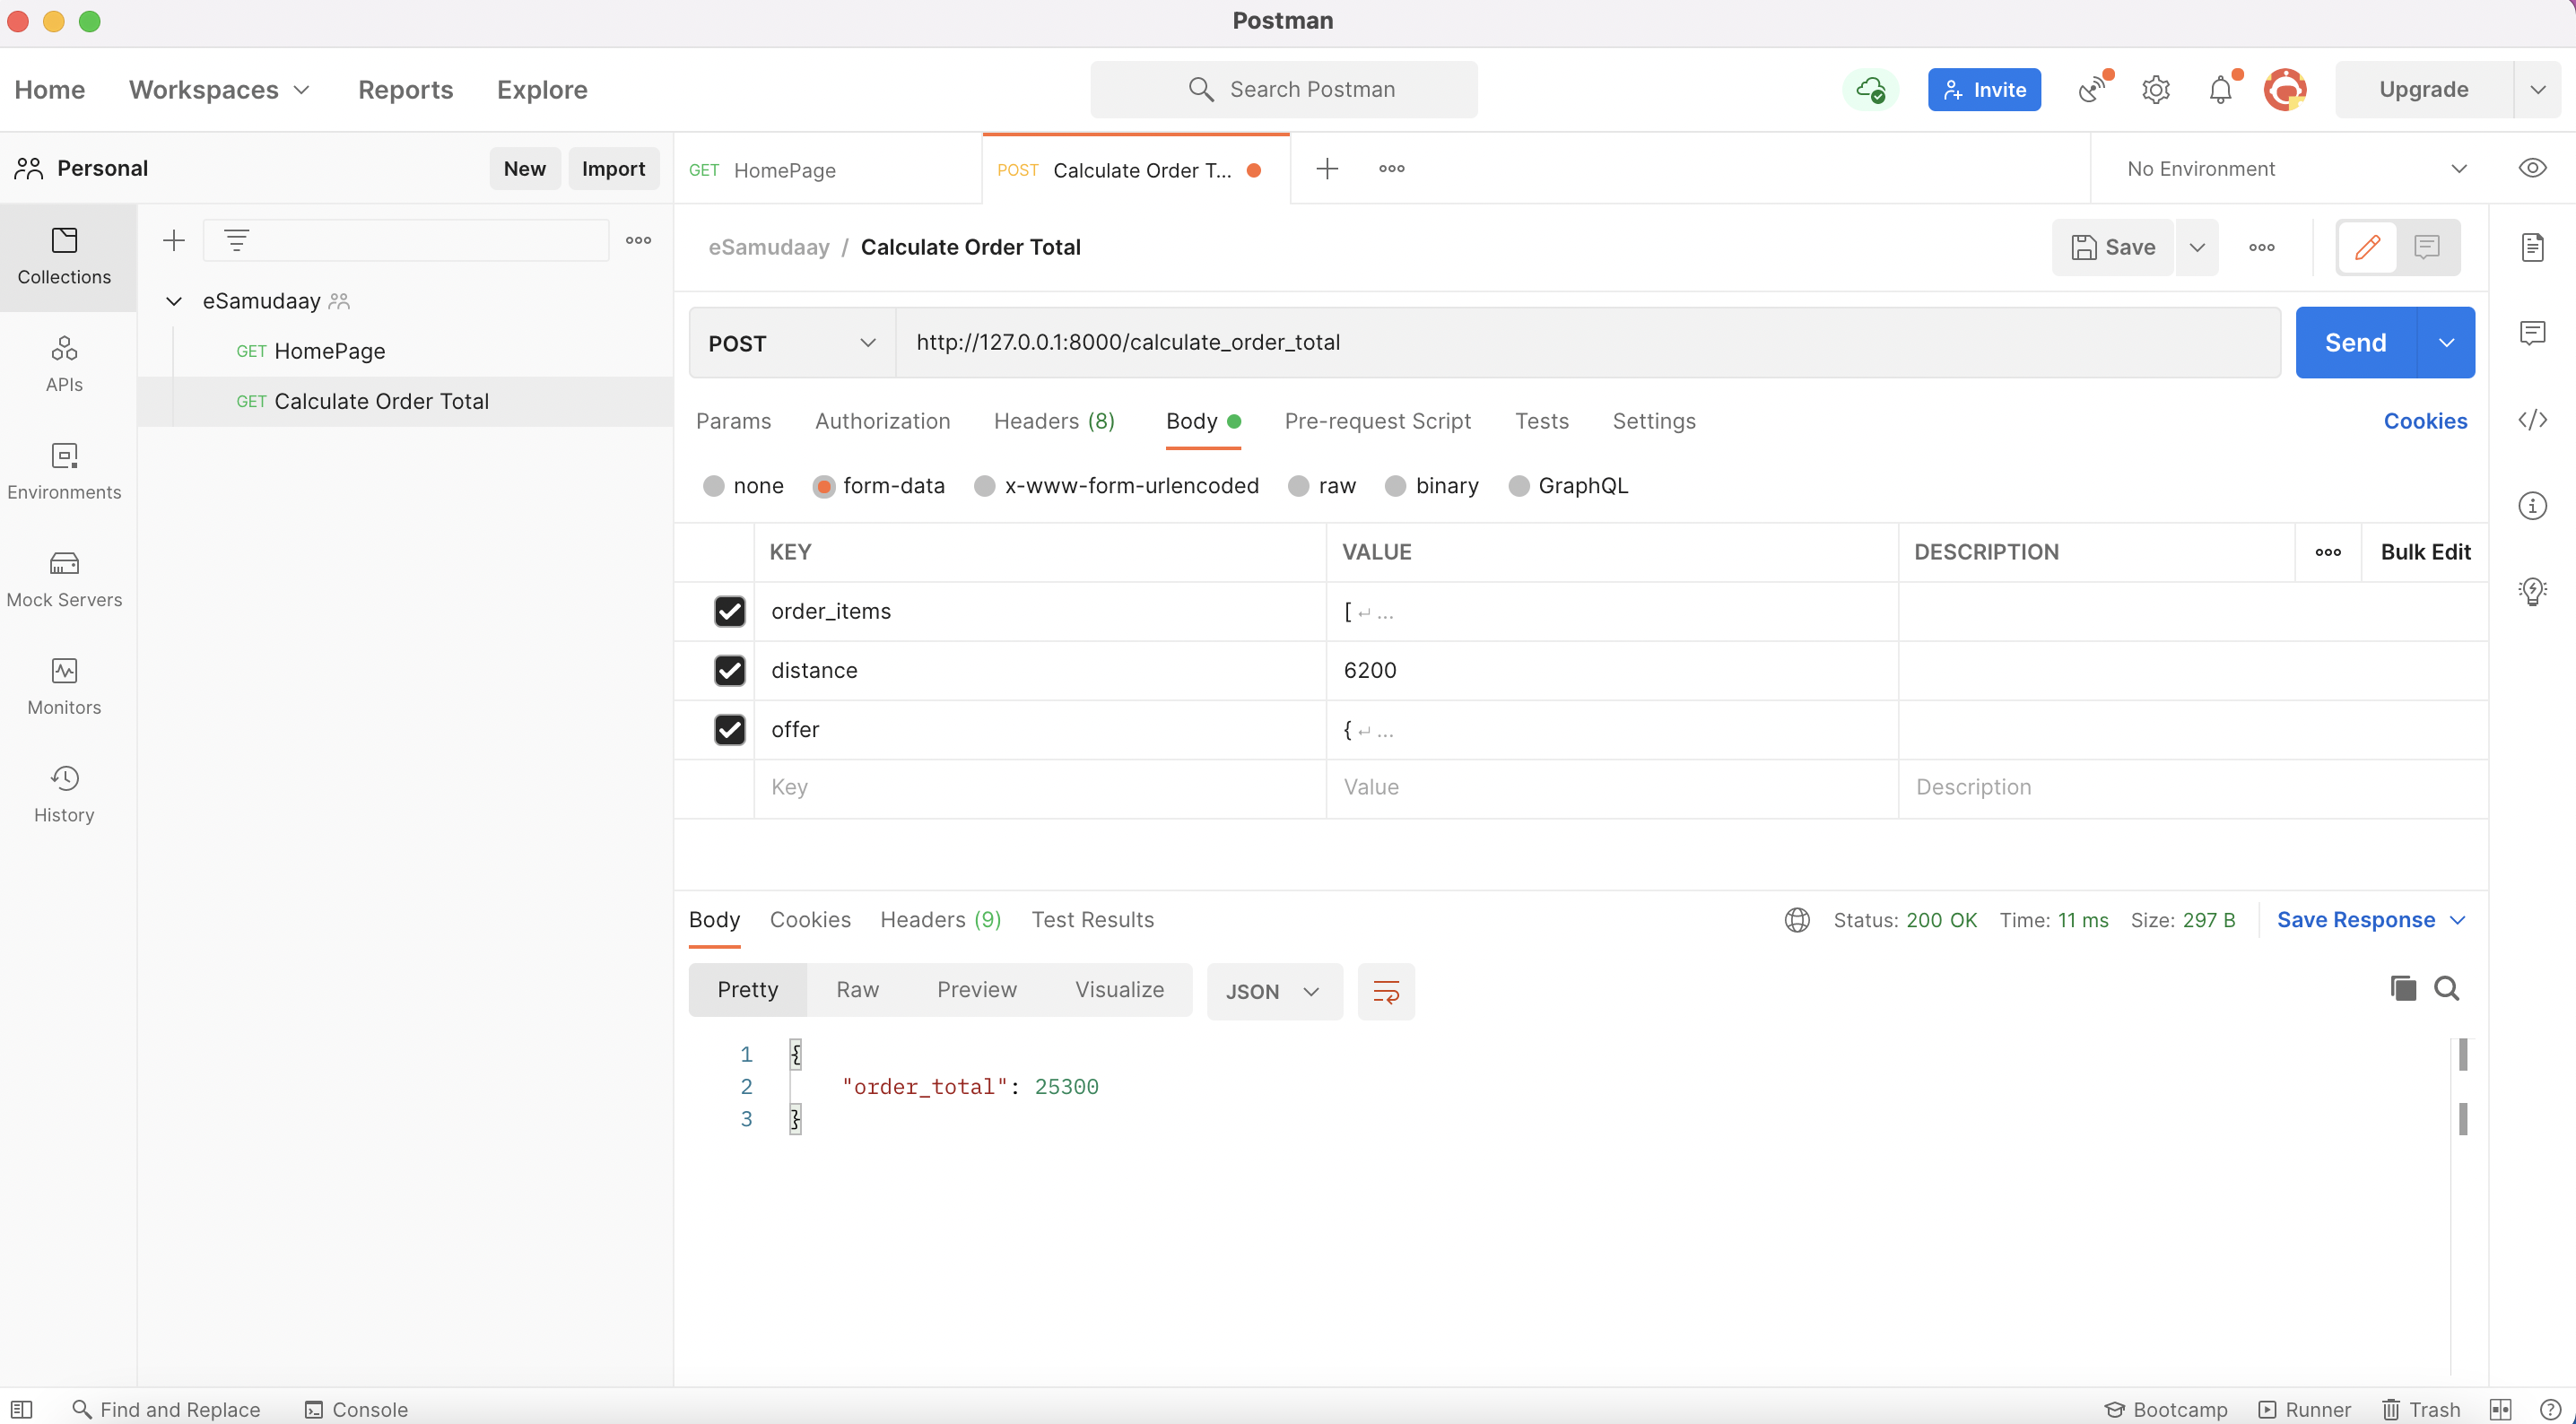 Postman
Home Workspaces Reports Explore Search Postman Invite Upgrade
Personal New Import GET HomePage POST Calculate Order T... No Environment
Collections
eSamudaay / Calculate Order Total Save
eSamudaay
GET HomePage
GET Calculate Order Total
APIs
Environments
Mock Servers
Monitors
History
POST http://127.0.0.1:8000/calculate_order_total Send
Params Authorization Headers (8) Body Pre-request Script Tests Settings Cookies
none form-data x-www-form-urlencoded raw binary GraphQL
KEY VALUE DESCRIPTION ooo Bulk Edit
order_items [ ↵ ...
distance 6200
offer { ↵ ...
Key Value Description
Body Cookies Headers (9) Test Results Status: 200 OK Time: 11 ms Size: 297 B Save Response
Pretty Raw Preview Visualize JSON
1 {
2 "order_total": 25300
3 }
Find and Replace Console Bootcamp Runner Trash